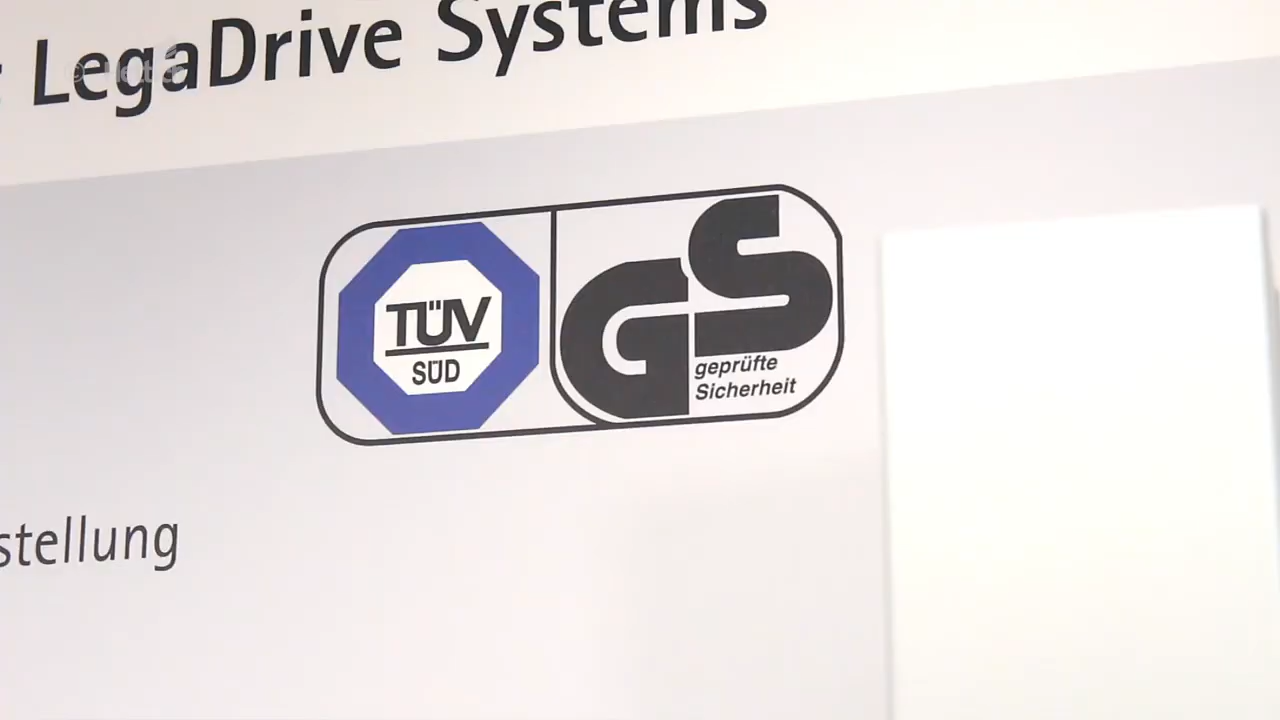 LegaDrive Systems
TÜV
SÜD
GS
geprüfte
Sicherheit
stellung